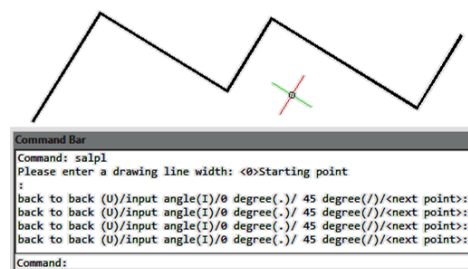 Command Bar
Command: salpl
Please enter a drawing line width: <0>Starting point
:
back to back (U)/input angle(I)/0 degree(.)/ 45 degree(/)/<next point>:
back to back (U)/input angle(I)/0 degree(.)/ 45 degree(/)/<next point>:
back to back (U)/input angle(I)/0 degree(.)/ 45 degree(/)/<next point>:
back to back (U)/input angle(I)/0 degree(.)/ 45 degree(/)/<next point>:
Command: